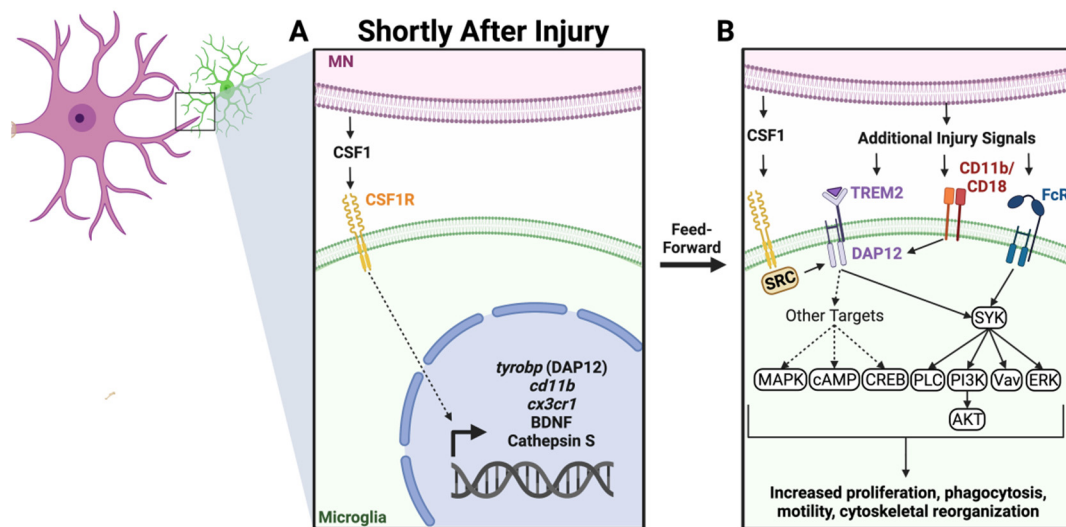 A
Shortly After Injury
MN
CSF1
CSF1R
tyrobp (DAP12)
cd11b
cx3cr1
BDNF
Cathepsin S
Microglia
Feed-
Forward
B
CSF1
Additional Injury Signals
TREM2
CD11b/
CD18
FcR
DAP12
SRC
Other Targets
SYK
MAPK
cAMP
CREB
PLC
PI3K
Vav
ERK
AKT
Increased proliferation, phagocytosis,
motility, cytoskeletal reorganization